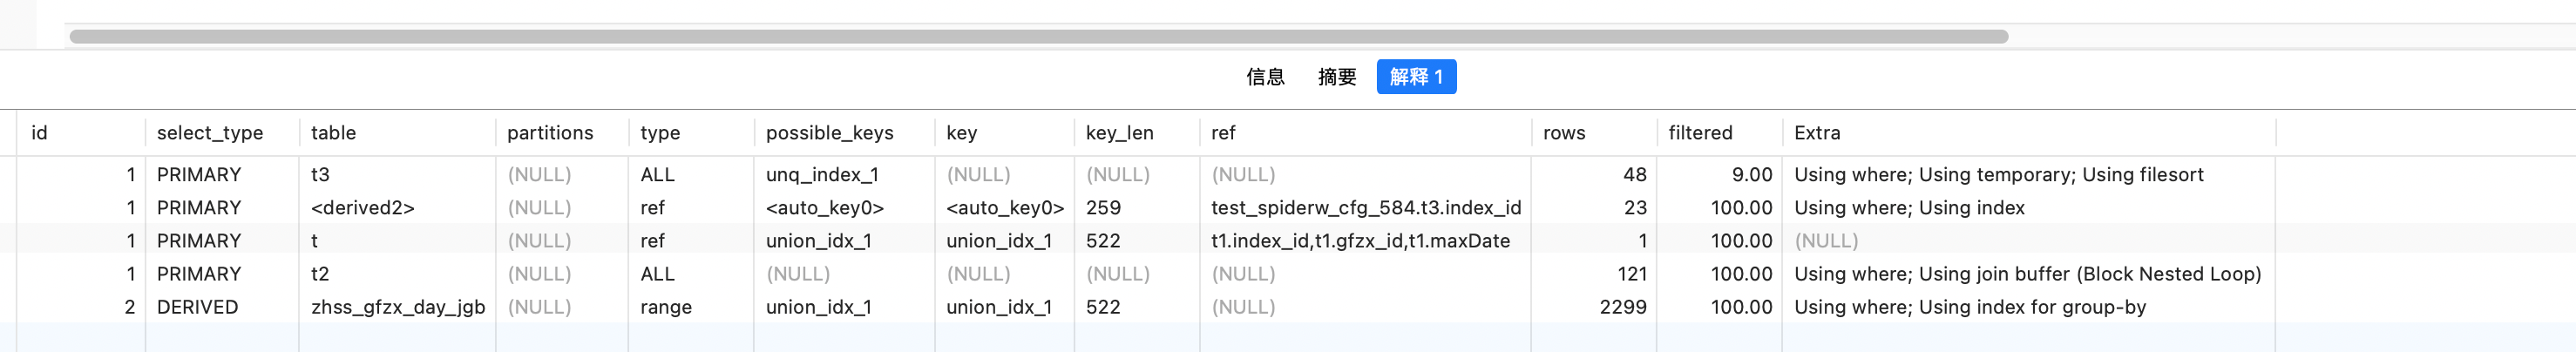 信息 摘要 解释 1
id select_type table partitions type possible_keys key key_len ref rows filtered Extra
1 PRIMARY t3 (NULL) ALL unq_index_1 (NULL) (NULL) (NULL) 48 9.00 Using where; Using temporary; Using filesort
1 PRIMARY <derived2> (NULL) ref <auto_key0> <auto_key0> 259 test_spiderw_cfg_584.t3.index_id 23 100.00 Using where; Using index
1 PRIMARY t (NULL) ref union_idx_1 union_idx_1 522 t1.index_id,t1.gfzx_id,t1.maxDate 1 100.00 (NULL)
1 PRIMARY t2 (NULL) ALL (NULL) (NULL) (NULL) (NULL) 121 100.00 Using where; Using join buffer (Block Nested Loop)
2 DERIVED zhss_gfzx_day_jgb (NULL) range union_idx_1 union_idx_1 522 (NULL) 2299 100.00 Using where; Using index for group-by